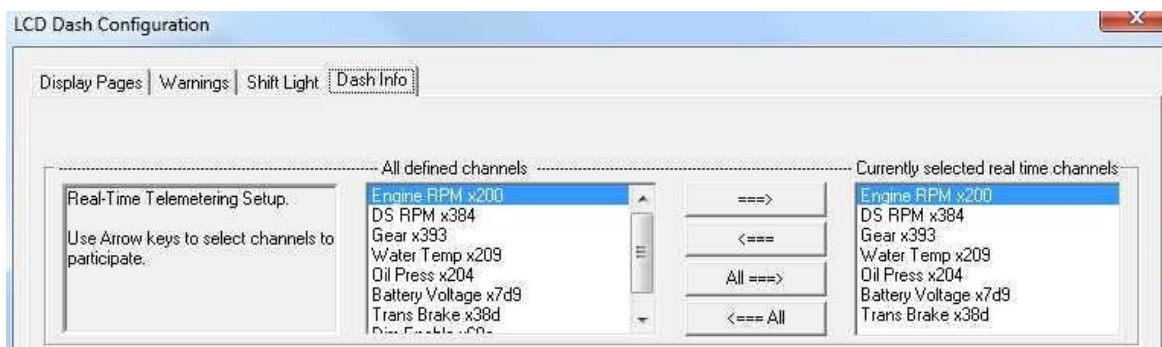 LCD Dash Configuration
Display Pages Warnings Shift Light Dash Info
All defined channels
Currently selected real time channels
Real-Time Telemetering Setup.
Use Arrow keys to select channels to
participate.
Engine RPM x200
DS RPM x384
Gear x393
Water Temp x209
Oil Press x204
Battery Voltage x7d9
Trans Brake x38d
===>
<===
All ===>
<=== All
Engine RPM x200
DS RPM x384
Gear x393
Water Temp x209
Oil Press x204
Battery Voltage x7d9
Trans Brake x38d